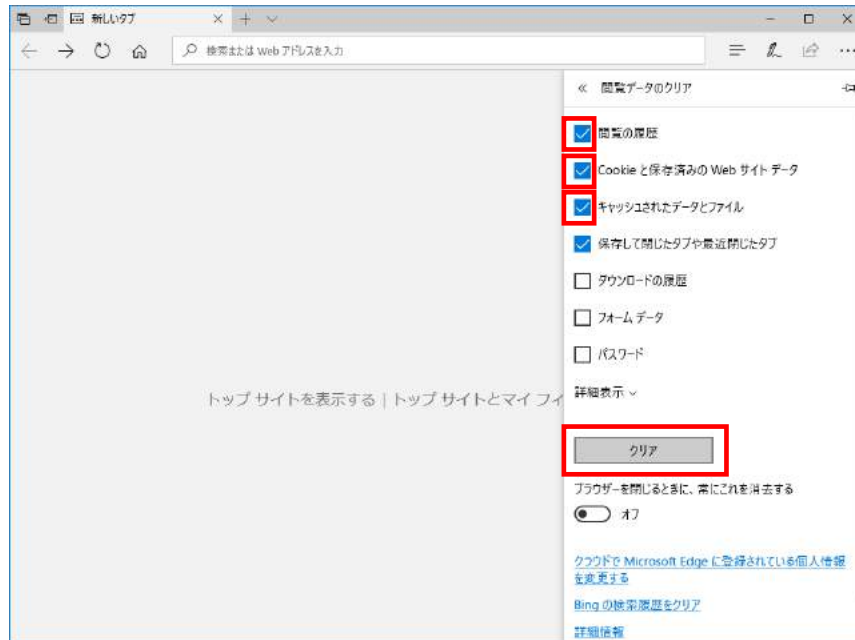 新しいタブ
検索または Web アドレスを入力
閲覧データのクリア
閲覧の履歴
Cookie と保存済みの Web サイト データ
キャッシュされたデータとファイル
保存して閉じたタブや最近閉じたタブ
ダウンロードの履歴
フォーム データ
パスワード
詳細表示
トップ サイトを表示する | トップ サイトとマイ フィ
クリア
ブラウザーを閉じるときに、常にこれを消去する
オフ
クラウドで Microsoft Edge に登録されている個人情報
を変更する
Bing の検索履歴をクリア
詳細情報